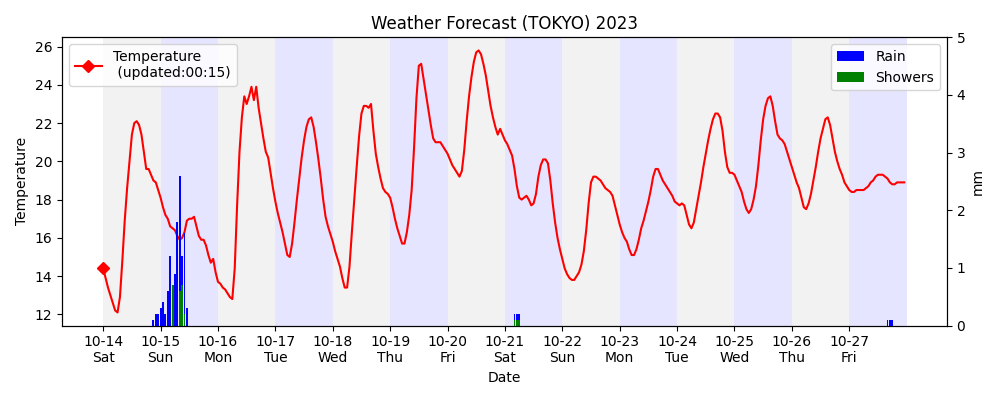 Weather Forecast (TOKYO) 2023
Temperature
(updated:00:15)
Rain
Showers
Temperature
26
24
22
20
18
16
14
12
5
4
3
2
1
0
mm
10-14 10-15 10-16 10-17 10-18 10-19 10-20 10-21 10-22 10-23 10-24 10-25 10-26 10-27
Sat Sun Mon Tue Wed Thu Fri Sat Sun Mon Tue Wed Thu Fri
Date